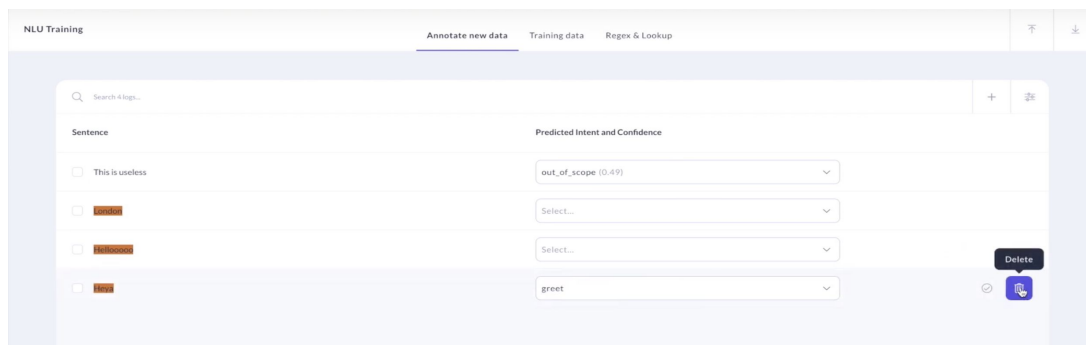 NLU Training
Annotate new data Training data Regex & Lookup
Search 4 logs...
Sentence Predicted Intent and Confidence
This is useless out_of_scope (0.49)
London Select...
Hellooooo Select...
Delete
Heya greet